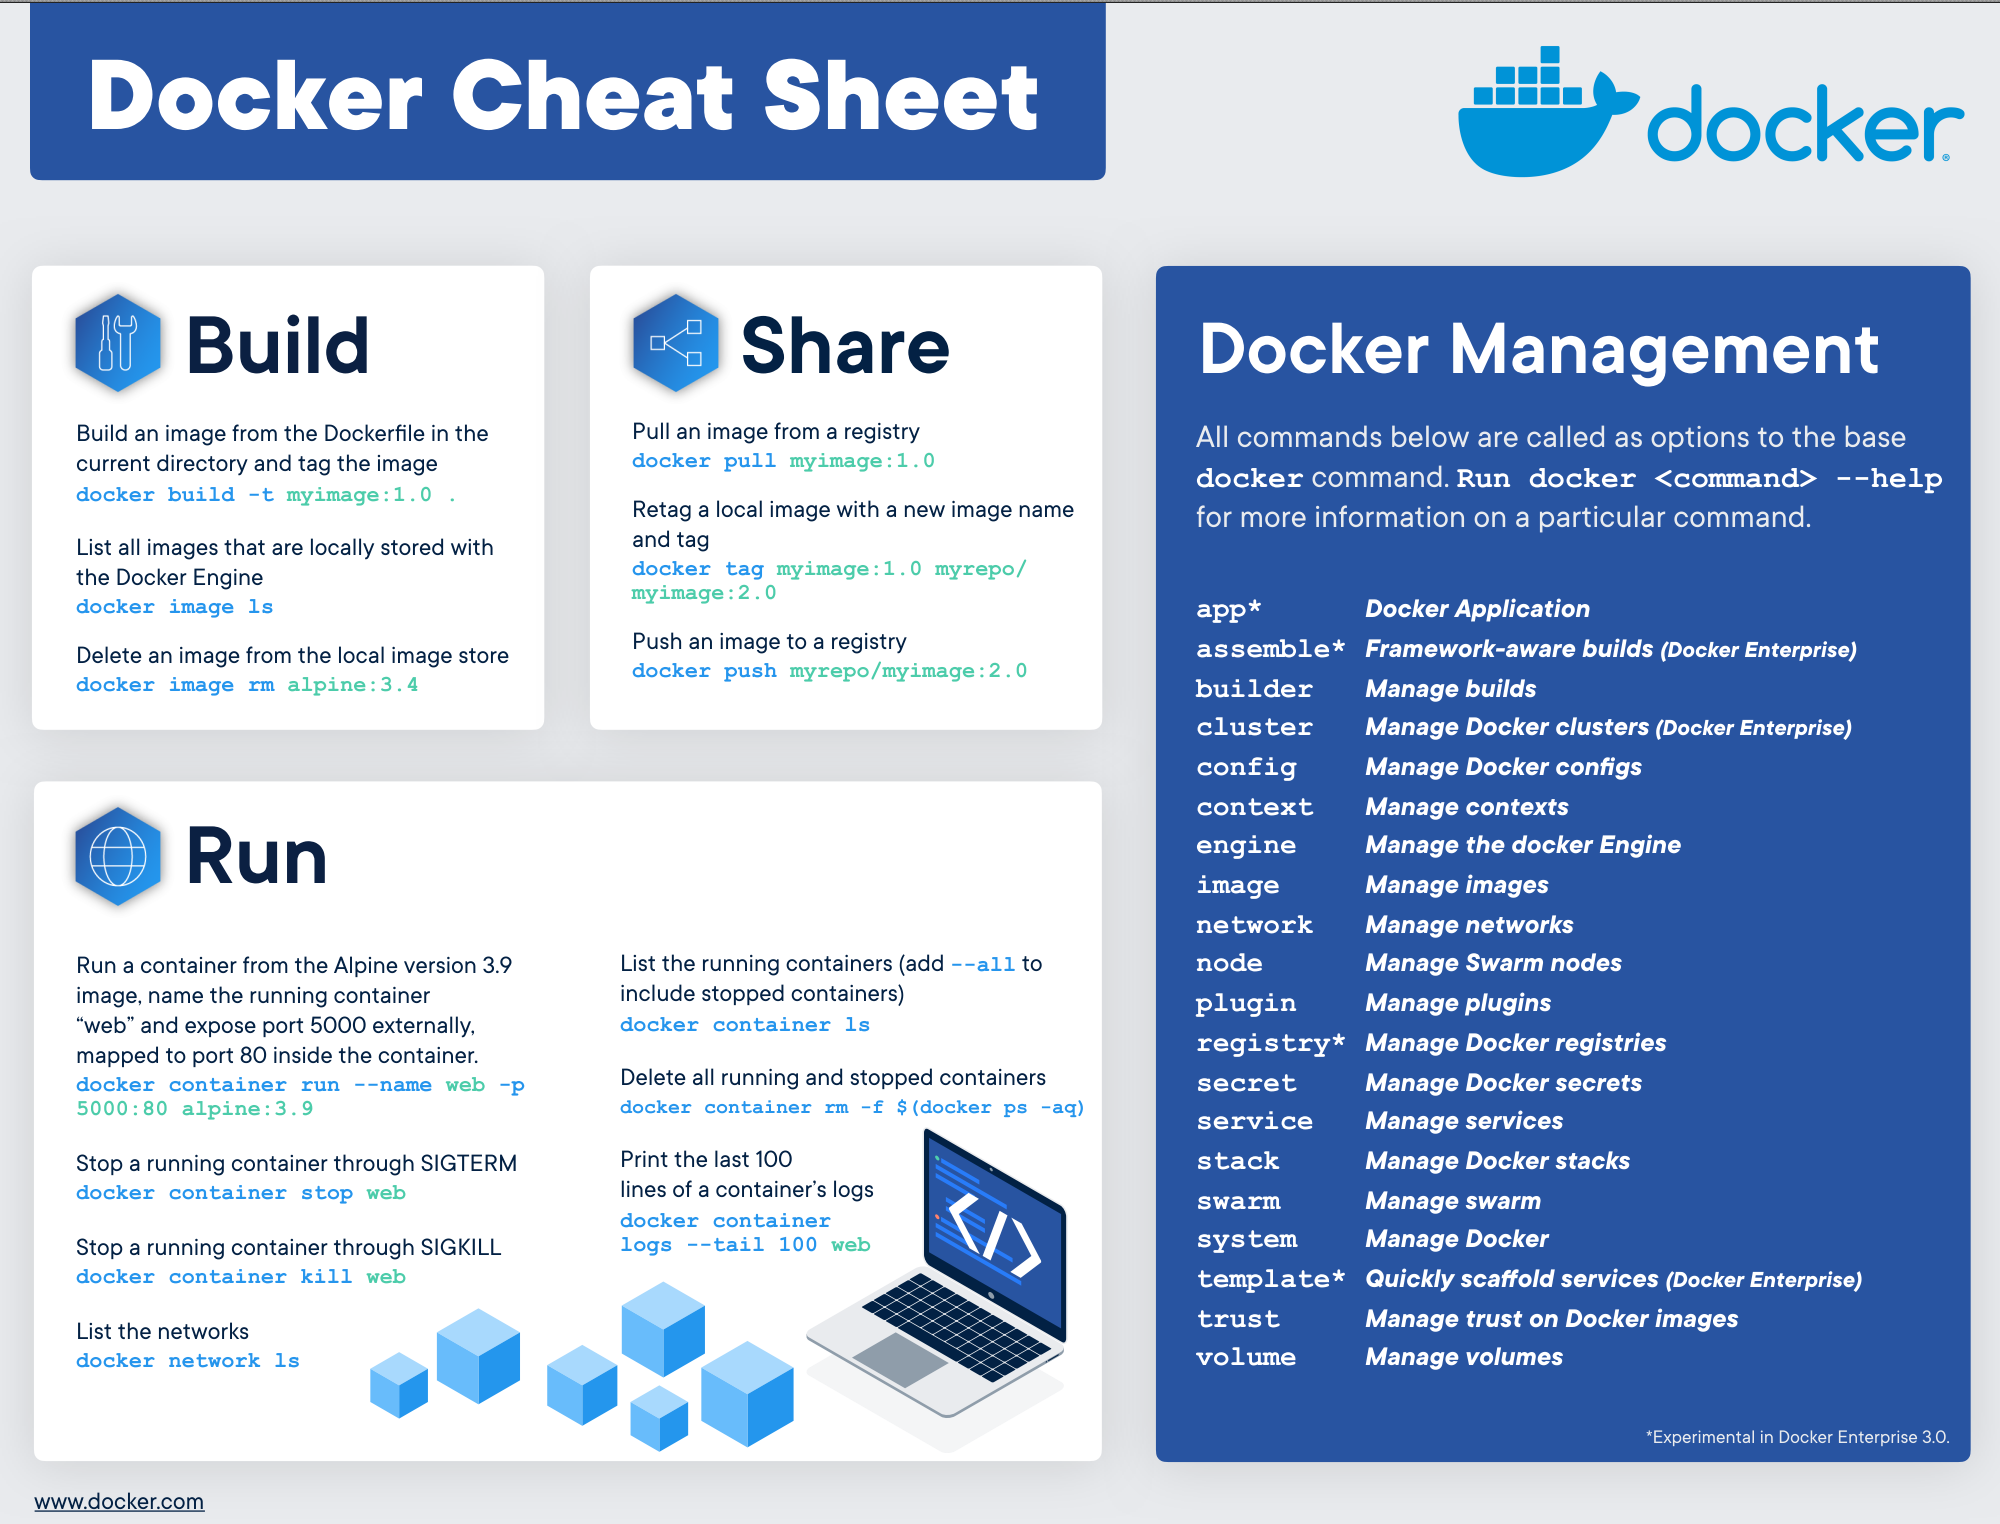 Docker Cheat Sheet
docker®
Build
Build an image from the Dockerfile in the
current directory and tag the image
docker build -t myimage:1.0 .
List all images that are locally stored with
the Docker Engine
docker image ls
Delete an image from the local image store
docker image rm alpine:3.4
Share
Pull an image from a registry
docker pull myimage:1.0
Retag a local image with a new image name
and tag
docker tag myimage:1.0 myrepo/
myimage:2.0
Push an image to a registry
docker push myrepo/myimage:2.0
Run
Run a container from the Alpine version 3.9
image, name the running container
“web” and expose port 5000 externally,
mapped to port 80 inside the container.
docker container run --name web -p
5000:80 alpine:3.9
Stop a running container through SIGTERM
docker container stop web
Stop a running container through SIGKILL
docker container kill web
List the networks
docker network ls
List the running containers (add --all to
include stopped containers)
docker container ls
Delete all running and stopped containers
docker container rm -f $(docker ps -aq)
Print the last 100
lines of a container’s logs
docker container
logs --tail 100 web
</>
Docker Management
All commands below are called as options to the base
docker command. Run docker <command> --help
for more information on a particular command.
app* Docker Application
assemble* Framework-aware builds (Docker Enterprise)
builder Manage builds
cluster Manage Docker clusters (Docker Enterprise)
config Manage Docker configs
context Manage contexts
engine Manage the docker Engine
image Manage images
network Manage networks
node Manage Swarm nodes
plugin Manage plugins
registry* Manage Docker registries
secret Manage Docker secrets
service Manage services
stack Manage Docker stacks
swarm Manage swarm
system Manage Docker
template* Quickly scaffold services (Docker Enterprise)
trust Manage trust on Docker images
volume Manage volumes
*Experimental in Docker Enterprise 3.0.
www.docker.com